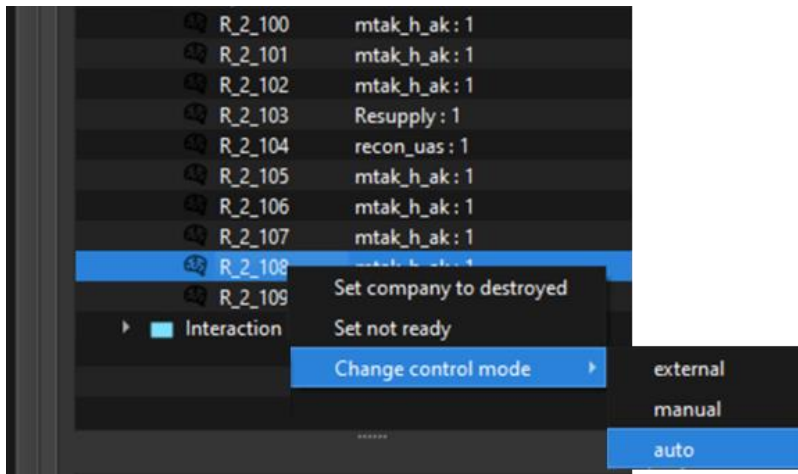 R_2_100 mtak_h_ak : 1
R_2_101 mtak_h_ak : 1
R_2_102 mtak_h_ak : 1
R_2_103 Resupply : 1
R_2_104 recon_uas : 1
R_2_105 mtak_h_ak : 1
R_2_106 mtak_h_ak : 1
R_2_107 mtak_h_ak : 1
R_2_108
R_2_109
Interaction
Set company to destroyed
Set not ready
Change control mode
external
manual
auto